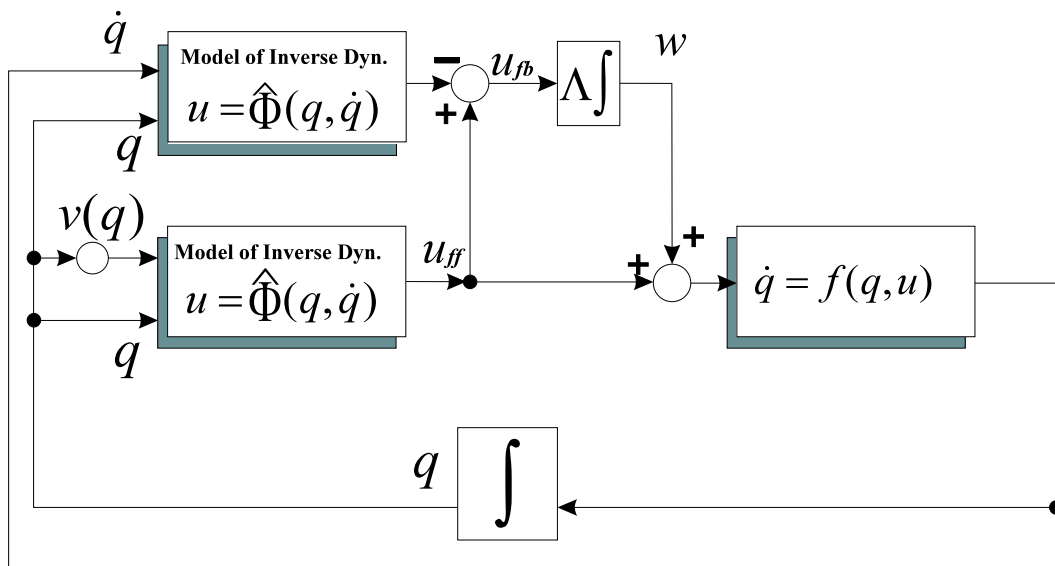 q̇
Model of Inverse Dyn.
u = Φ̂(q, q̇)
q
−
+
u_fb
Λ∫
w
v(q)
Model of Inverse Dyn.
u = Φ̂(q, q̇)
q
u_ff
+
+
q̇ = f(q, u)
q
∫